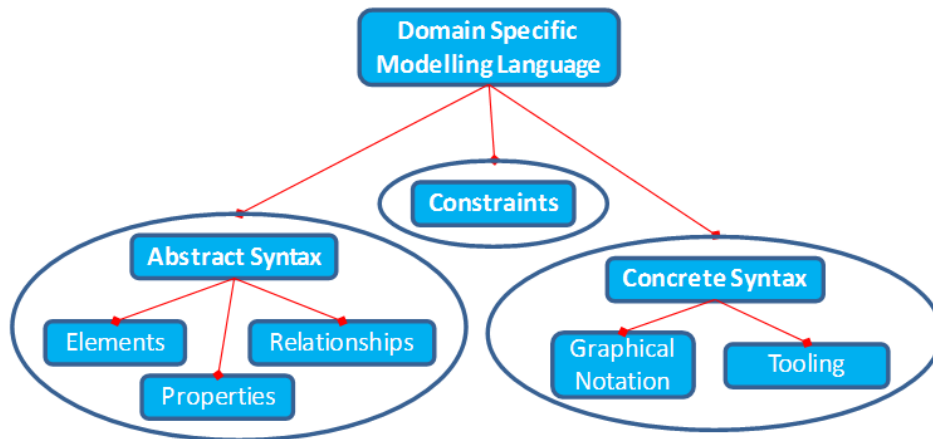 Domain Specific
Modelling Language
Constraints
Abstract Syntax
Elements
Relationships
Properties
Concrete Syntax
Graphical
Notation
Tooling